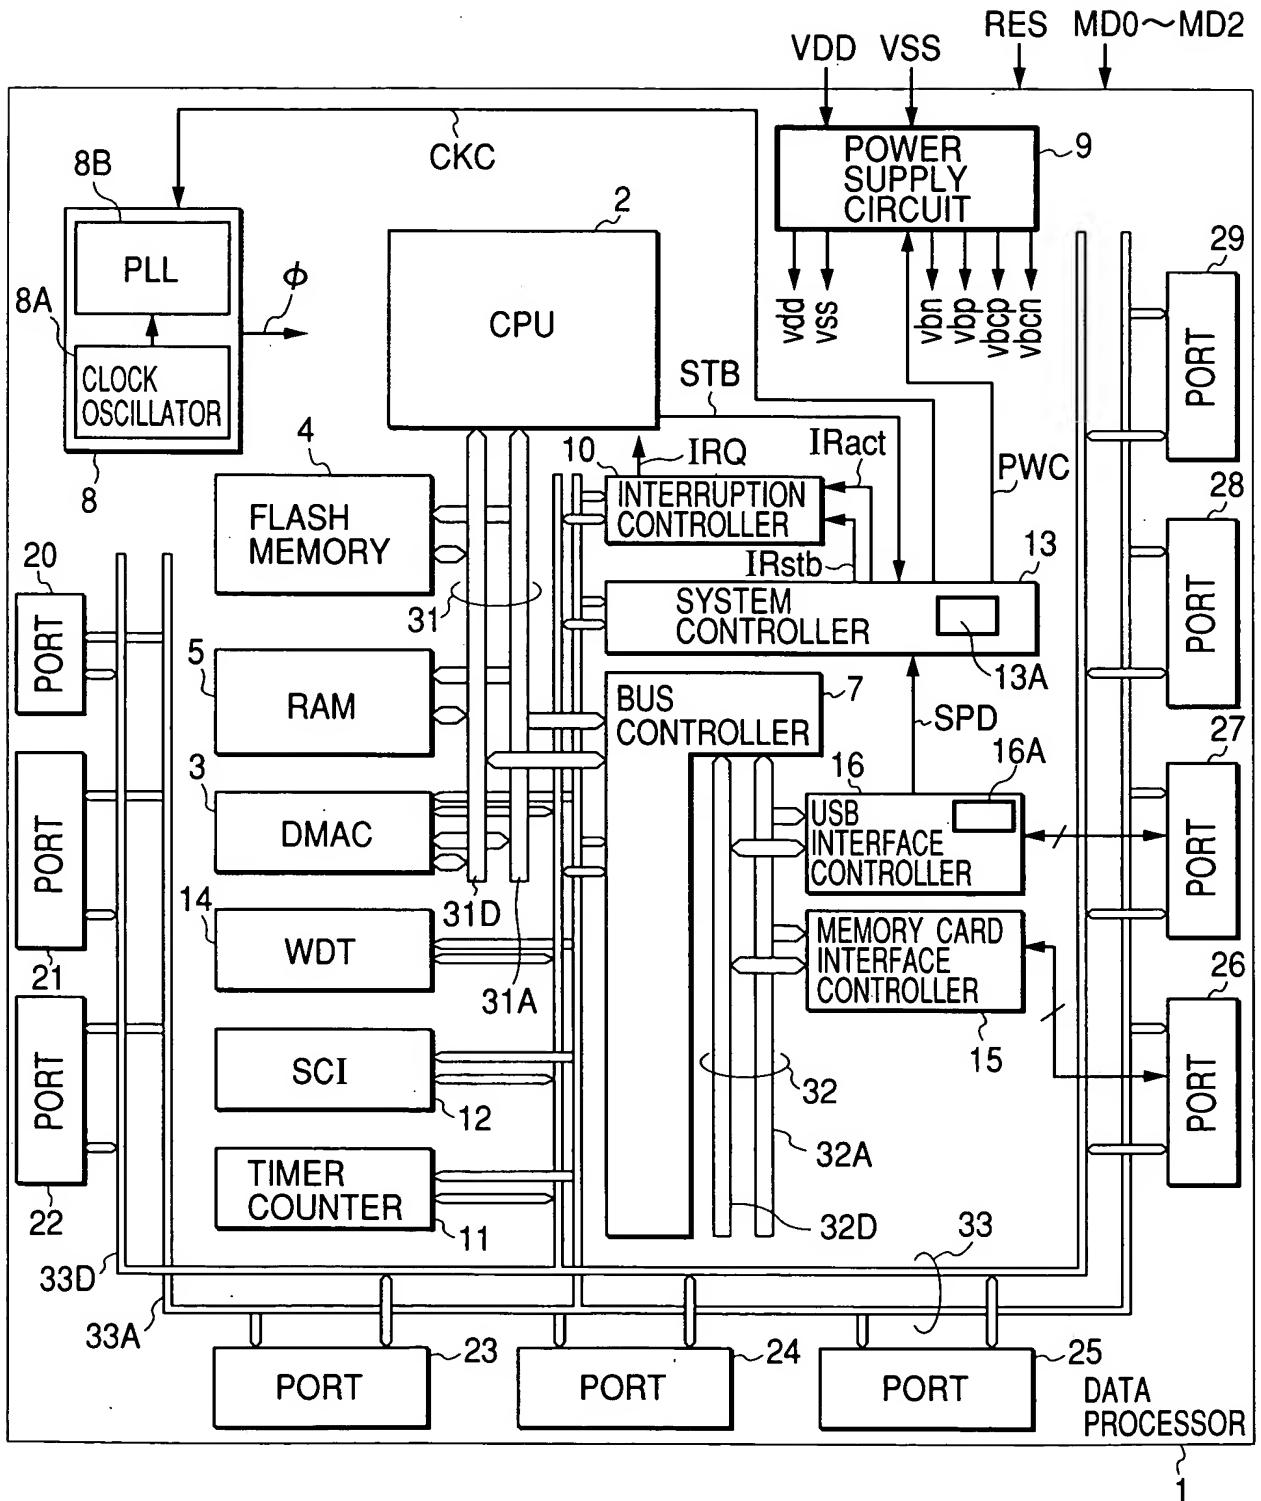 RES MD0～MD2
VDD VSS
CKC
POWER
SUPPLY
CIRCUIT
9
8B
PLL
8A
CLOCK
OSCILLATOR
ϕ
8
2
CPU
vdd
vss
vbn
vbp
vbcp
vbcn
29
PORT
STB
4
FLASH
MEMORY
10
IRQ
IRact
INTERRUPTION
CONTROLLER
IRstb
PWC
28
PORT
20
PORT
31
13
SYSTEM
CONTROLLER
13A
5
RAM
BUS
CONTROLLER
7
SPD
27
PORT
21
PORT
3
DMAC
16
16A
USB
INTERFACE
CONTROLLER
31D
31A
14
WDT
MEMORY CARD
INTERFACE
CONTROLLER
15
26
PORT
22
PORT
SCI
12
32
32A
32D
TIMER
COUNTER
11
33
33D
33A
23
PORT
24
PORT
25
PORT
DATA
PROCESSOR
1